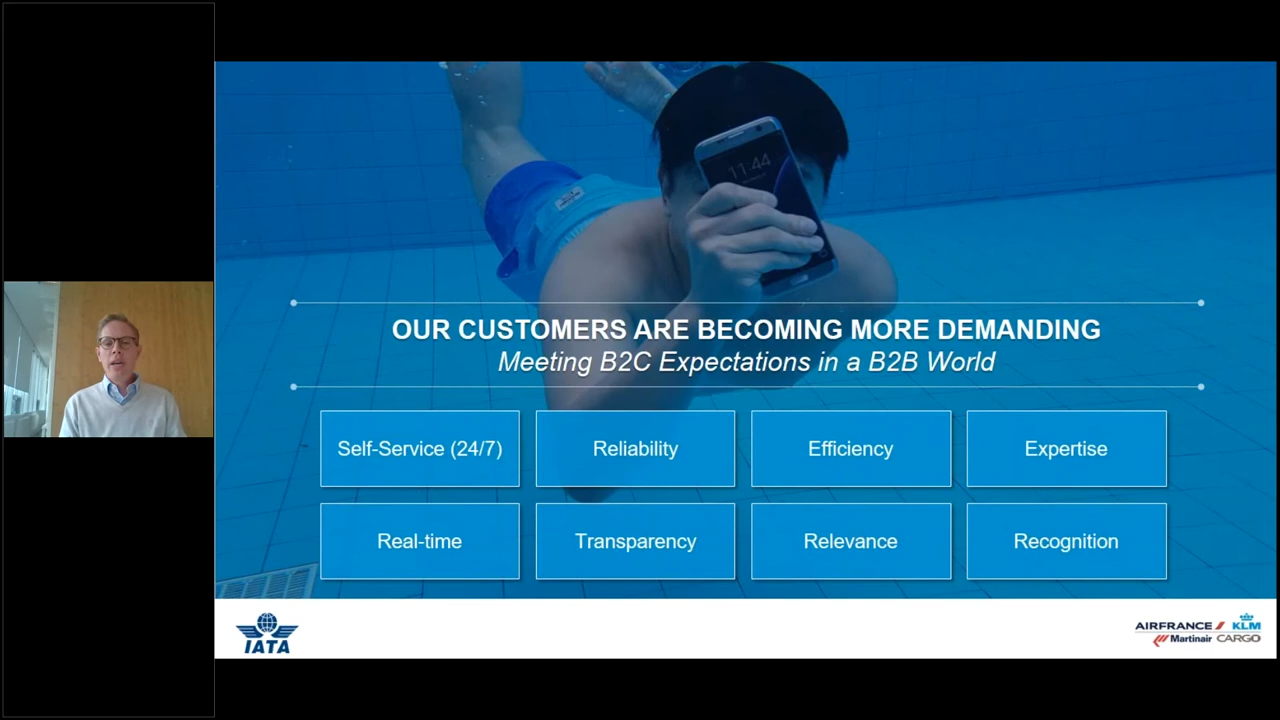 11:44
OUR CUSTOMERS ARE BECOMING MORE DEMANDING
Meeting B2C Expectations in a B2B World
Self-Service (24/7)
Reliability
Efficiency
Expertise
Real-time
Transparency
Relevance
Recognition
IATA
AIRFRANCE KLM
Martinair CARGO